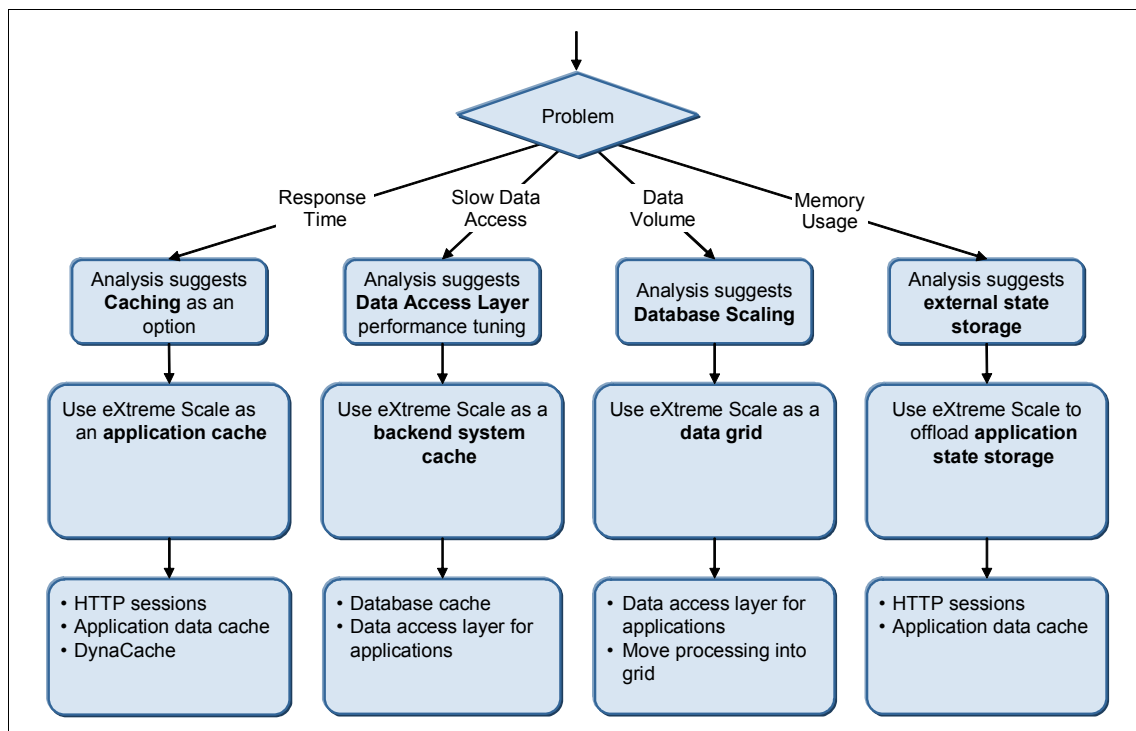 Problem
Response
Time
Slow Data
Access
Data
Volume
Memory
Usage
Analysis suggests
Caching as an
option
Analysis suggests
Data Access Layer
performance tuning
Analysis suggests
Database Scaling
Analysis suggests
external state
storage
Use eXtreme Scale as
an application cache
Use eXtreme Scale as a
backend system
cache
Use eXtreme Scale as a
data grid
Use eXtreme Scale to
offload application
state storage
• HTTP sessions
• Application data cache
• DynaCache
• Database cache
• Data access layer for
applications
• Data access layer for
applications
• Move processing into
grid
• HTTP sessions
• Application data cache